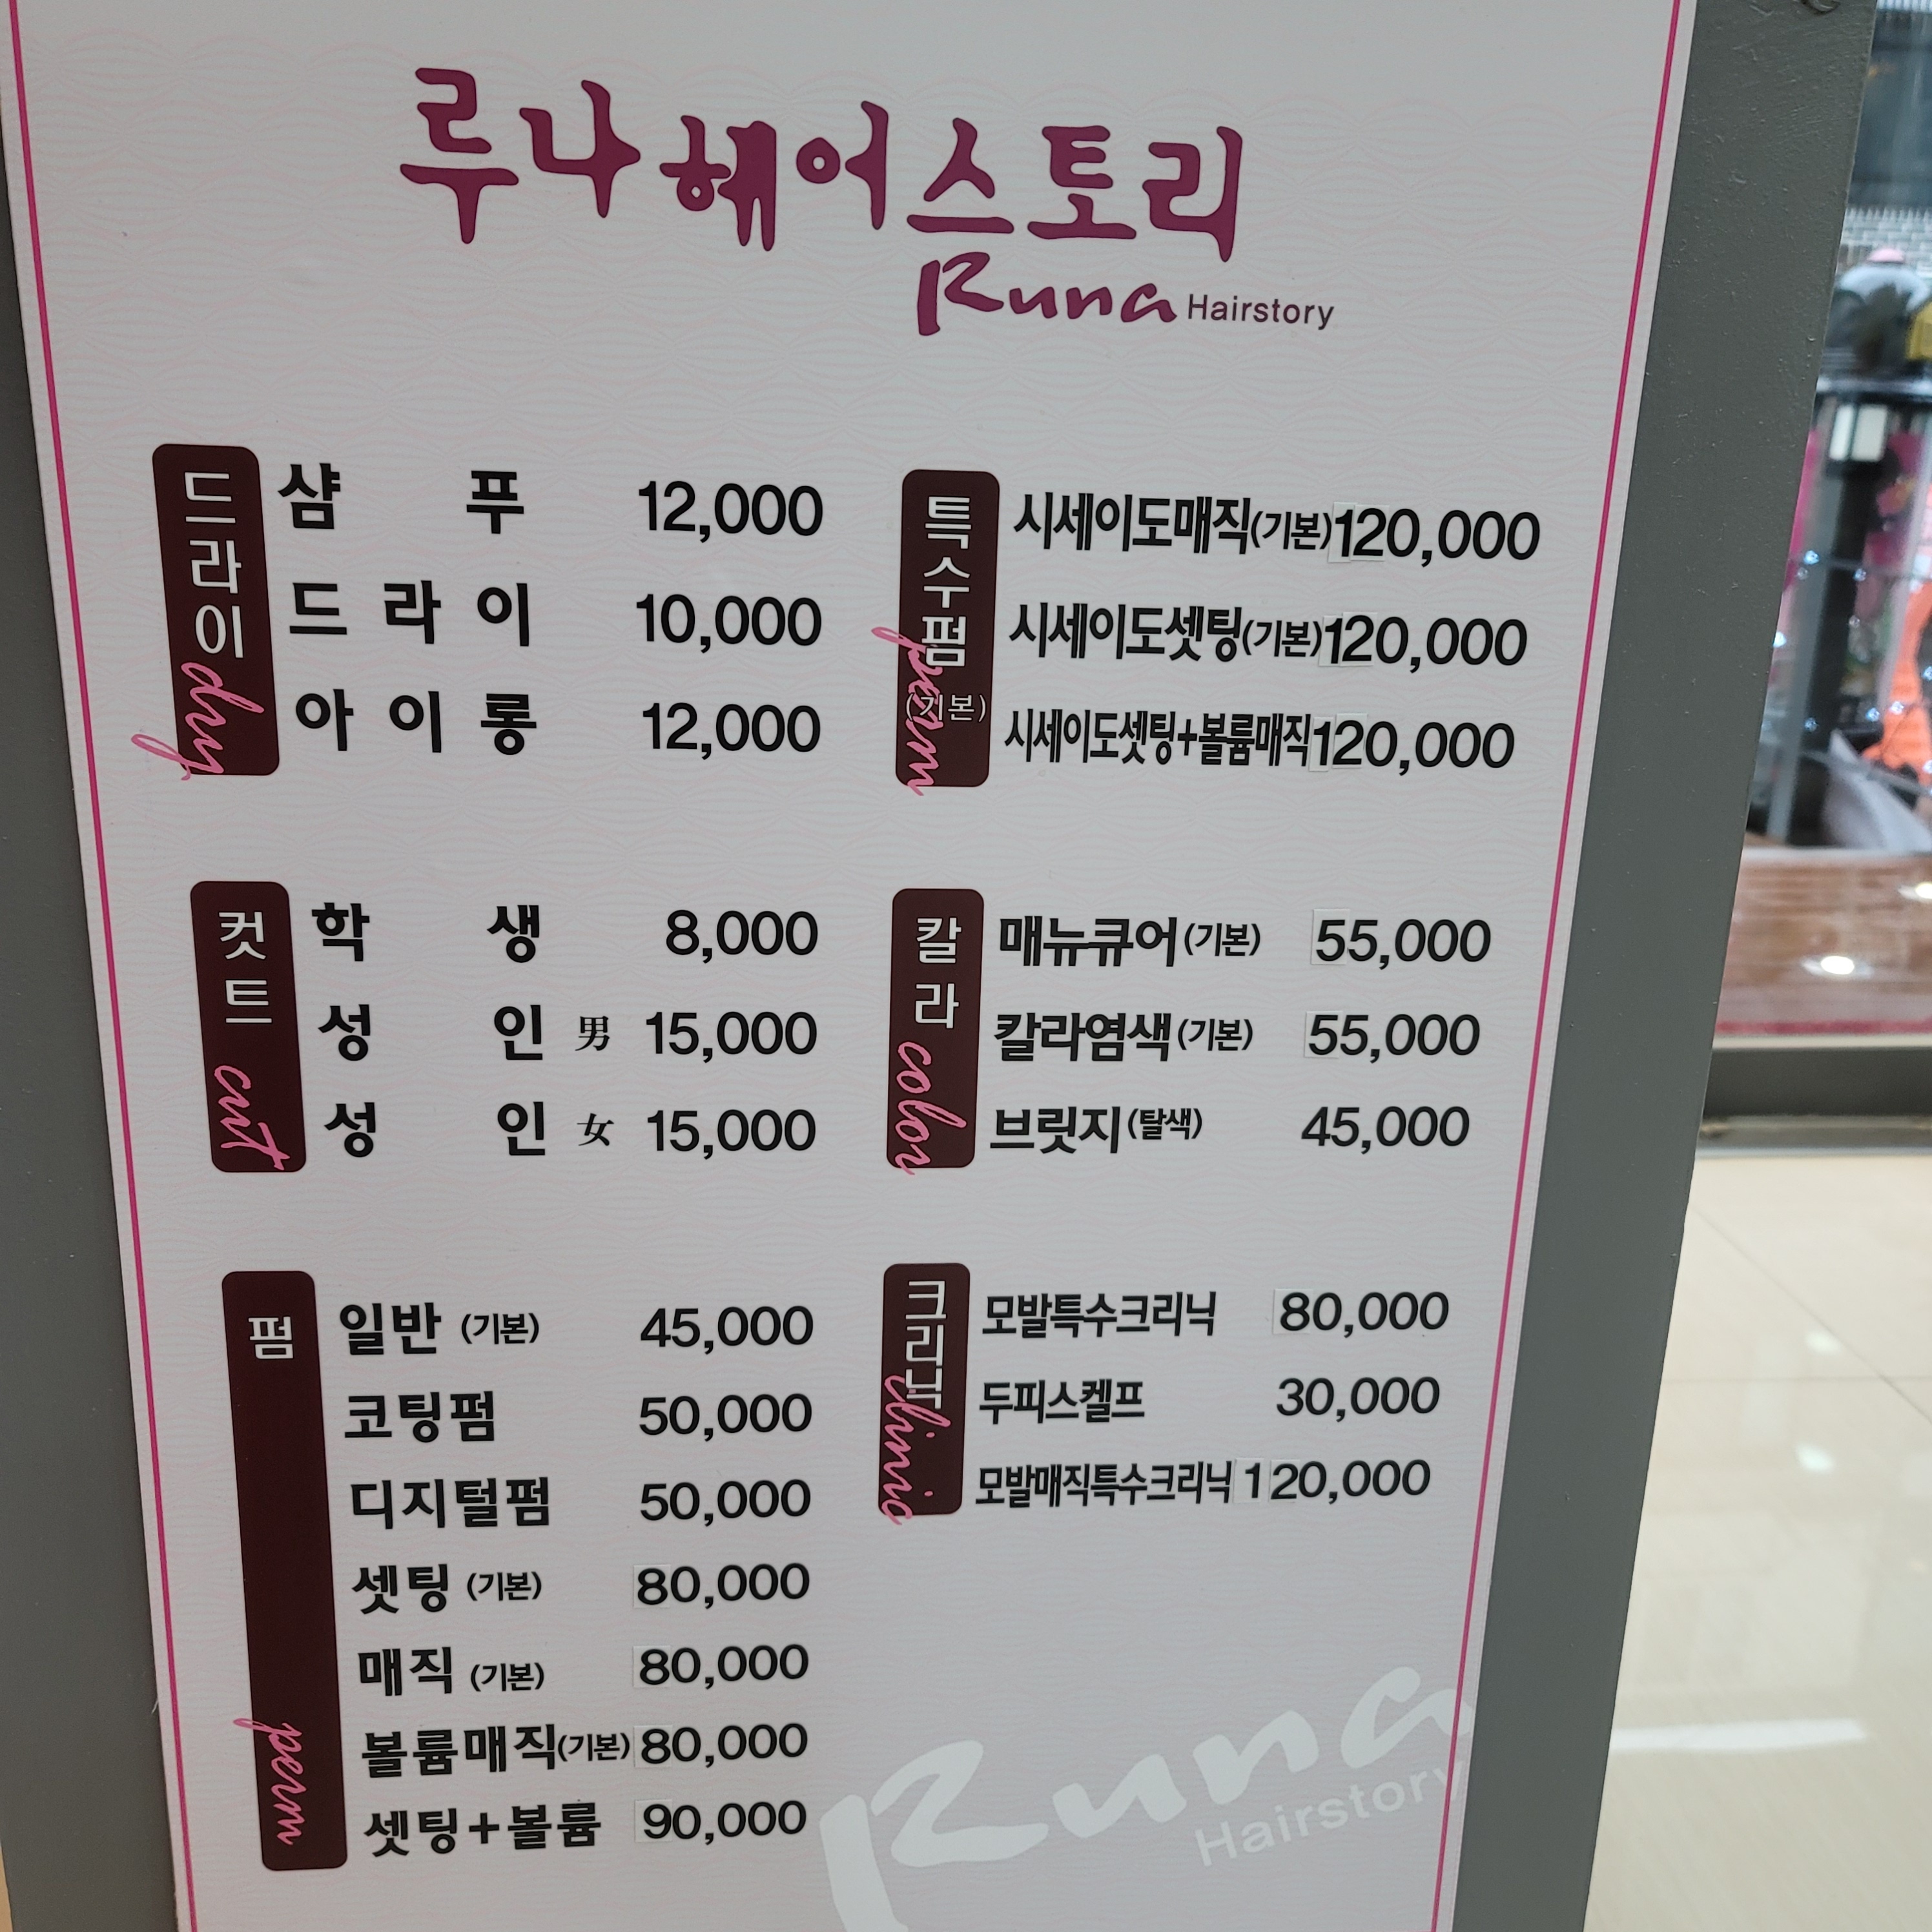 루나헤어스토리
Runa Hairstory
드라이 dry
샴 푸 12,000
드 라 이 10,000
아 이 롱 12,000
컷트 cut
학 생 8,000
성 인 男 15,000
성 인 女 15,000
펌 perm
일반 (기본) 45,000
코팅펌 50,000
디지털펌 50,000
셋팅 (기본) 80,000
매직 (기본) 80,000
볼륨매직(기본) 80,000
셋팅+볼륨 90,000
특수펌 (기본) perm
시세이도매직(기본) 120,000
시세이도셋팅(기본) 120,000
시세이도셋팅+볼륨매직 120,000
칼라 color
매뉴큐어(기본) 55,000
칼라염색(기본) 55,000
브릿지(탈색) 45,000
크리닉 clinic
모발특수크리닉 80,000
두피스켈프 30,000
모발매직특수크리닉 120,000
Runa
Hairstory